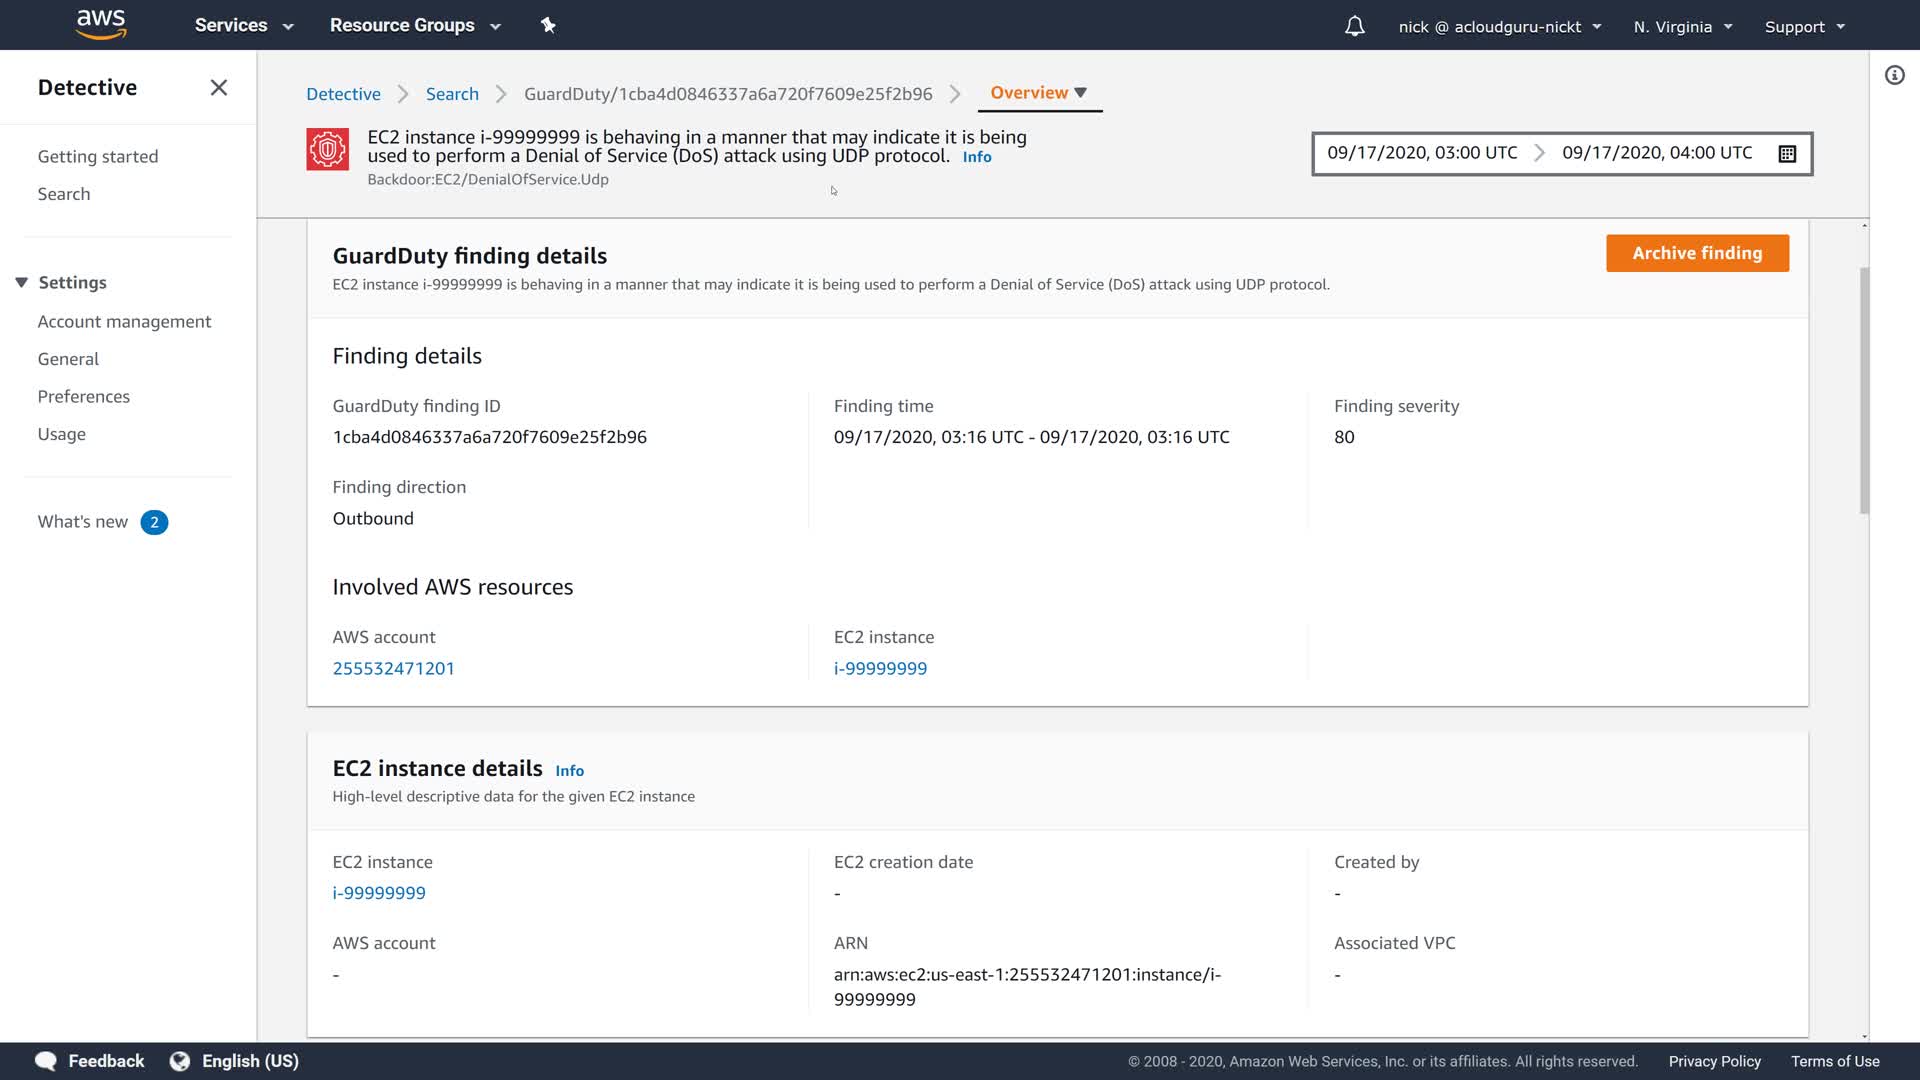 aws
Services
Resource Groups
nick @ acloudguru-nickt
N. Virginia
Support
Detective
Getting started
Search
Settings
Account management
General
Preferences
Usage
What's new 2
Detective
Search
GuardDuty/1cba4d0846337a6a720f7609e25f2b96
Overview
EC2 instance i-99999999 is behaving in a manner that may indicate it is being
used to perform a Denial of Service (DoS) attack using UDP protocol. Info
Backdoor:EC2/DenialOfService.Udp
09/17/2020, 03:00 UTC
09/17/2020, 04:00 UTC
GuardDuty finding details
EC2 instance i-99999999 is behaving in a manner that may indicate it is being used to perform a Denial of Service (DoS) attack using UDP protocol.
Archive finding
Finding details
GuardDuty finding ID
1cba4d0846337a6a720f7609e25f2b96
Finding time
09/17/2020, 03:16 UTC - 09/17/2020, 03:16 UTC
Finding severity
80
Finding direction
Outbound
Involved AWS resources
AWS account
255532471201
EC2 instance
i-99999999
EC2 instance details Info
High-level descriptive data for the given EC2 instance
EC2 instance
i-99999999
EC2 creation date
-
Created by
-
AWS account
-
ARN
arn:aws:ec2:us-east-1:255532471201:instance/i-
99999999
Associated VPC
-
Feedback
English (US)
© 2008 - 2020, Amazon Web Services, Inc. or its affiliates. All rights reserved.
Privacy Policy
Terms of Use